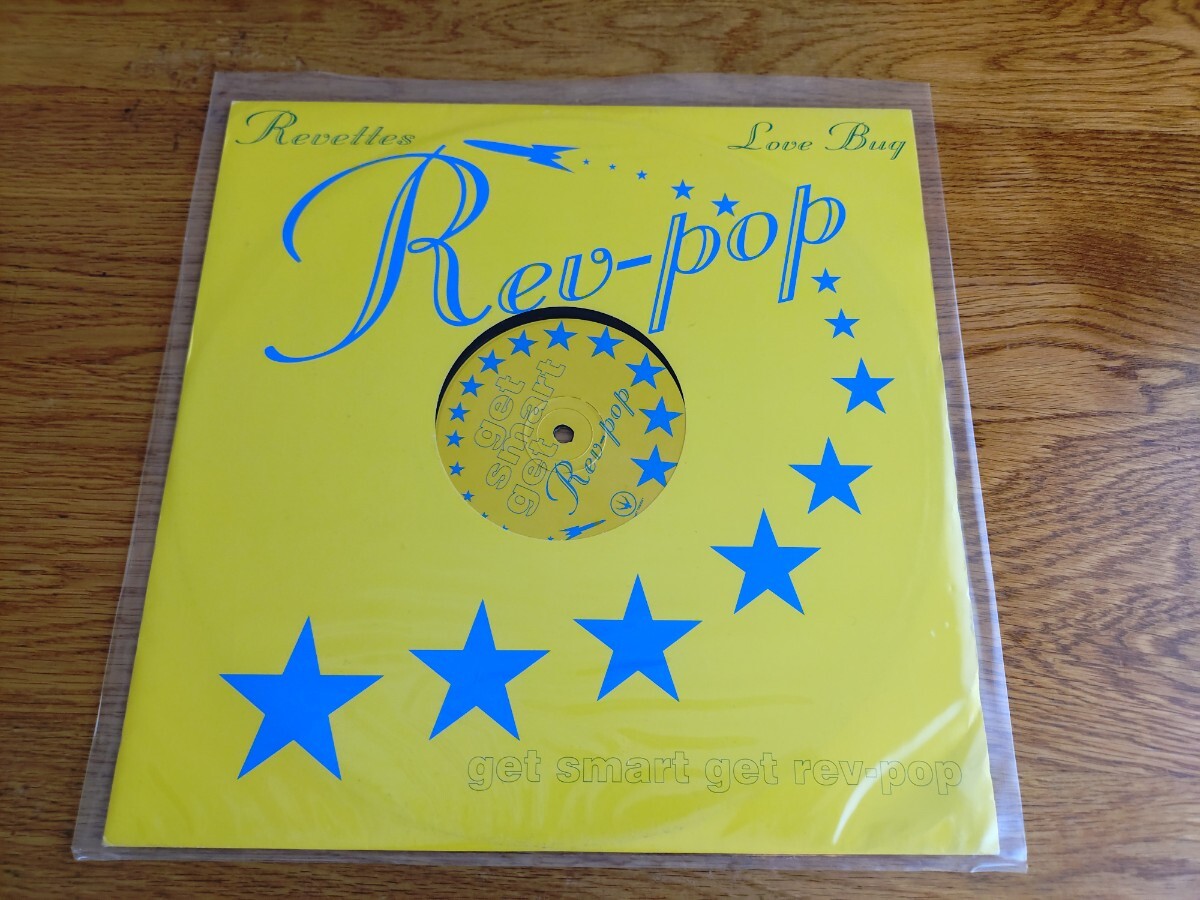 Revettes
Love Bug
Rev-pop
get
smart
get
Rev-pop
get smart get rev-pop